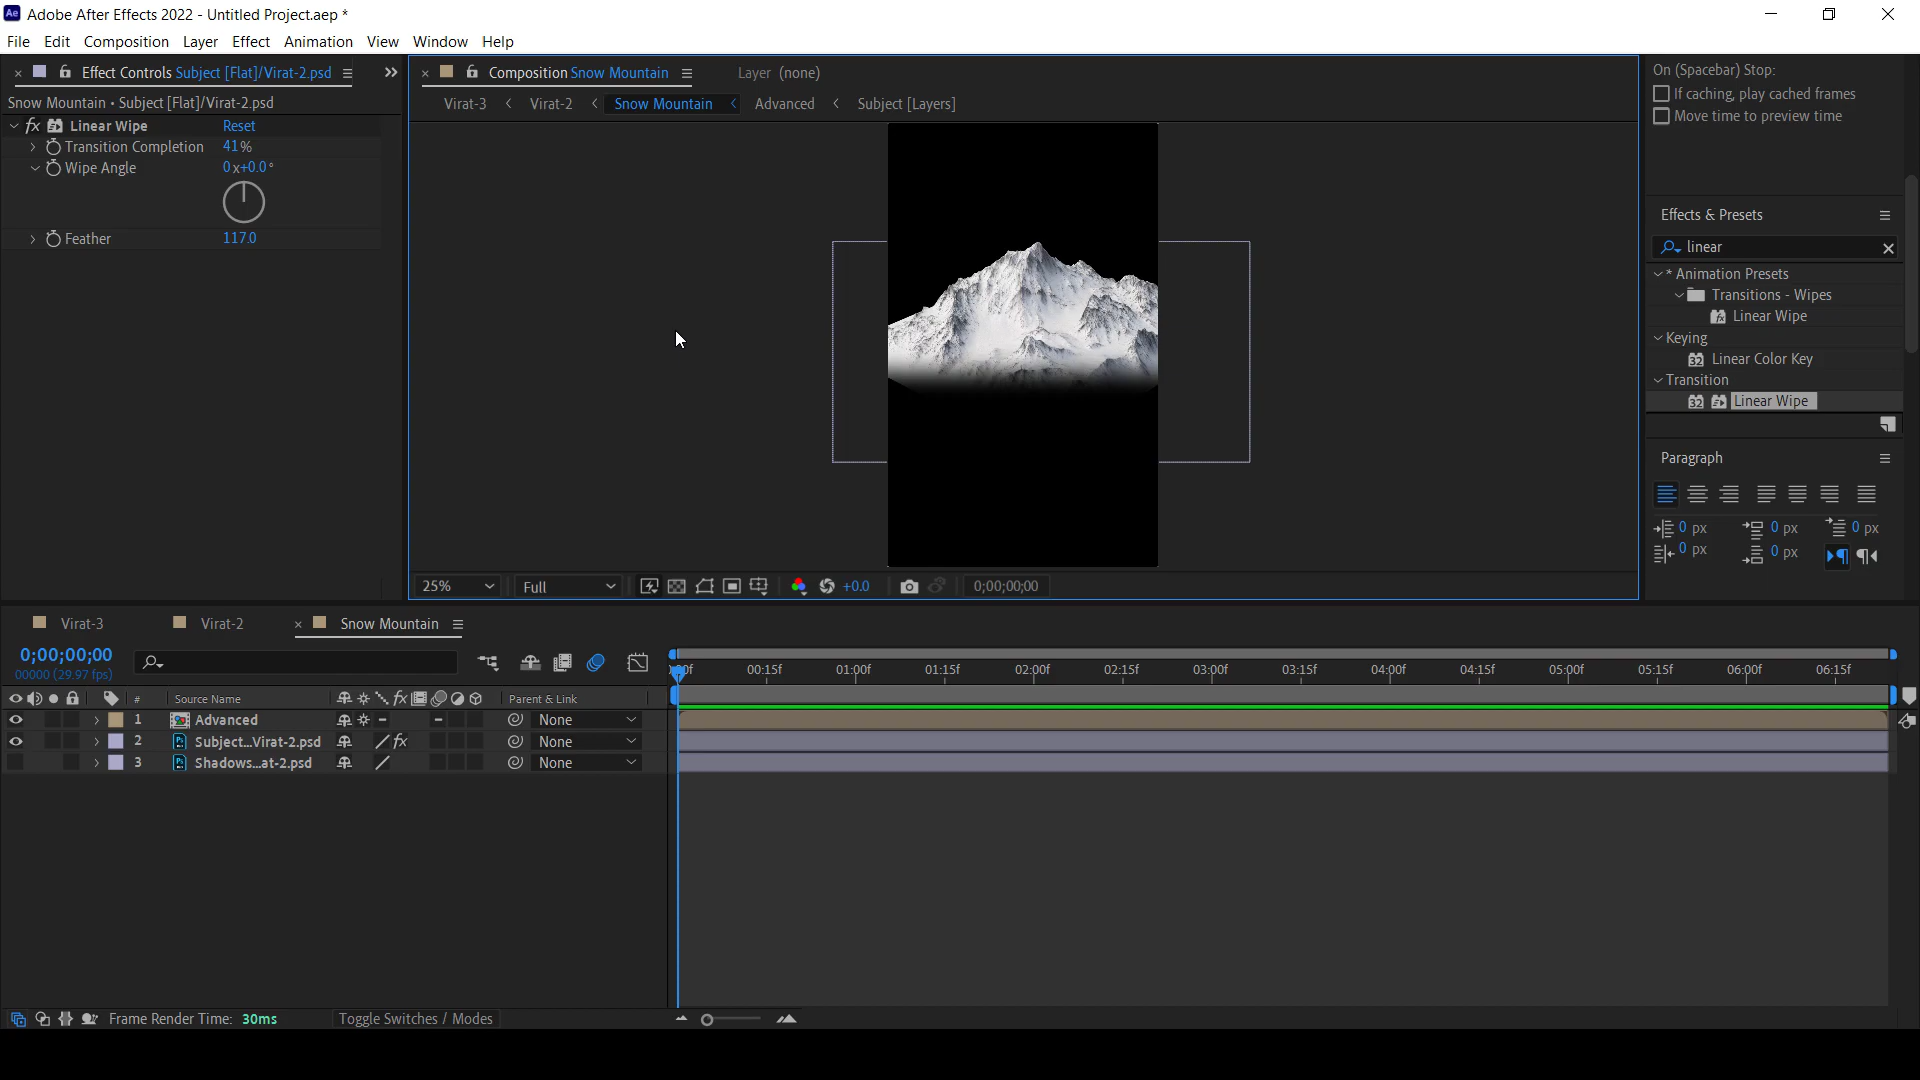 Adobe After Effects 2022 - Untitled Project.aep *
File Edit Composition Layer Effect Animation View Window Help
Effect Controls Subject [Flat]/Virat-2.psd
Snow Mountain • Subject [Flat]/Virat-2.psd
fx Linear Wipe Reset
Transition Completion 41%
Wipe Angle 0x+0.0°
Feather 117.0
Composition Snow Mountain
Layer (none)
Virat-3 Virat-2 Snow Mountain Advanced Subject [Layers]
25% Full +0.0 0;00;00;00
On (Spacebar) Stop:
If caching, play cached frames
Move time to preview time
Effects & Presets
linear
* Animation Presets
Transitions - Wipes
Linear Wipe
Keying
32 Linear Color Key
Transition
32 Linear Wipe
Paragraph
0 px 0 px 0 px
0 px 0 px
Virat-3 Virat-2 Snow Mountain
0;00;00;00
00000 (29.97 fps)
00:15f 01:00f 01:15f 02:00f 02:15f 03:00f 03:15f 04:00f 04:15f 05:00f 05:15f 06:00f 06:15f
# Source Name fx Parent & Link
1 Advanced None
2 Subject...Virat-2.psd fx None
3 Shadows...at-2.psd None
Frame Render Time: 30ms Toggle Switches / Modes